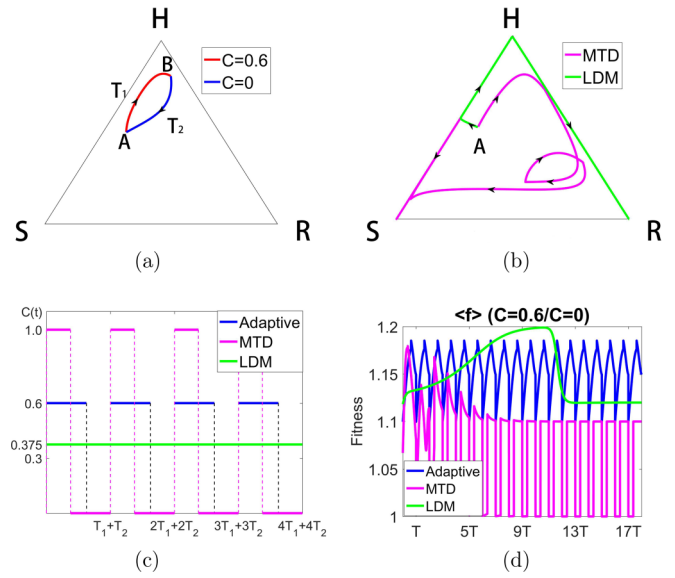 H
B
C=0.6
C=0
T1
T2
A
S
R
(a)
H
MTD
LDM
A
S
R
(b)
C(t)
Adaptive
MTD
LDM
1.0
0.6
0.375
0.3
T1+T2
2T1+2T2
3T1+3T2
4T1+4T2
(c)
<f> (C=0.6/C=0)
1.2
1.15
1.1
1.05
1
Fitness
Adaptive
MTD
LDM
T
5T
9T
13T
17T
(d)